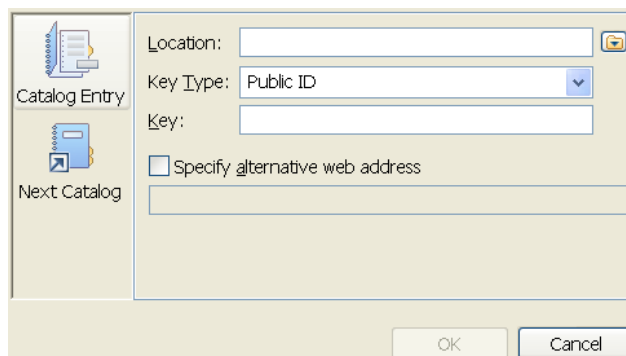 Catalog Entry
Next Catalog
Location:
Key Type: Public ID
Key:
Specify alternative web address
OK Cancel